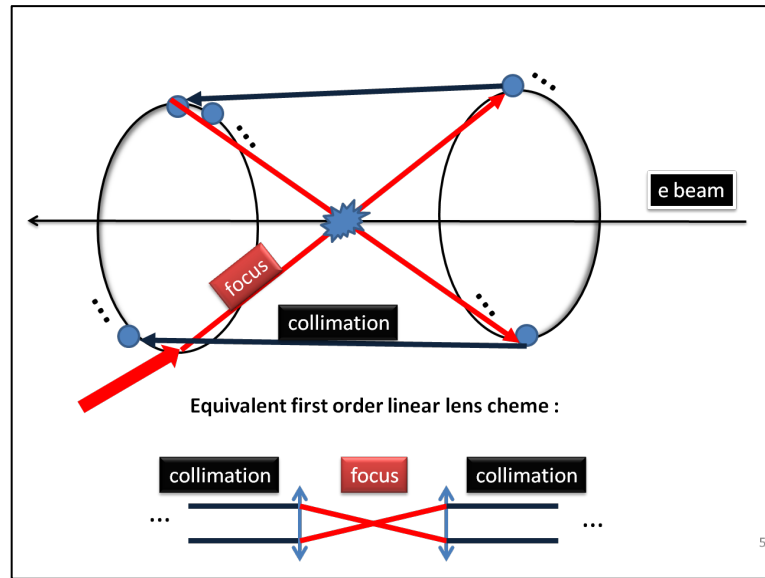 e beam
focus
collimation
Equivalent first order linear lens cheme :
collimation
focus
collimation
...
...
5